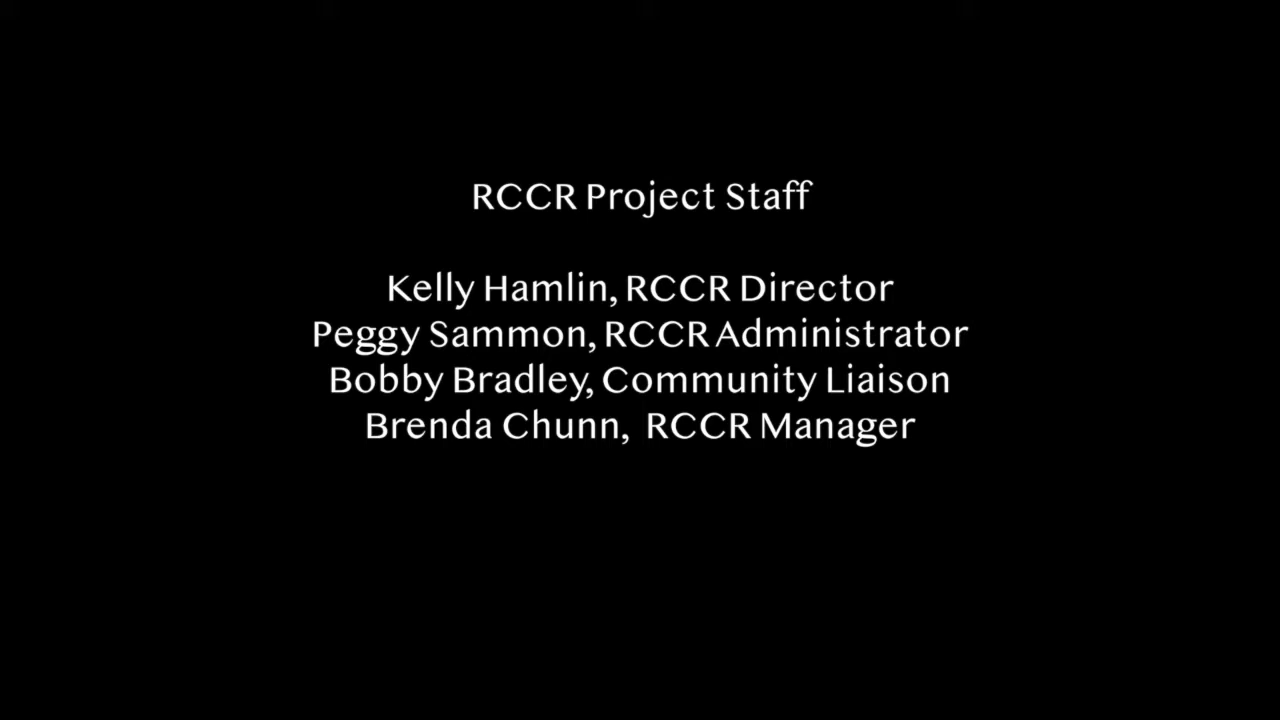 RCCR Project Staff
Kelly Hamlin, RCCR Director
Peggy Sammon, RCCR Administrator
Bobby Bradley, Community Liaison
Brenda Chunn, RCCR Manager